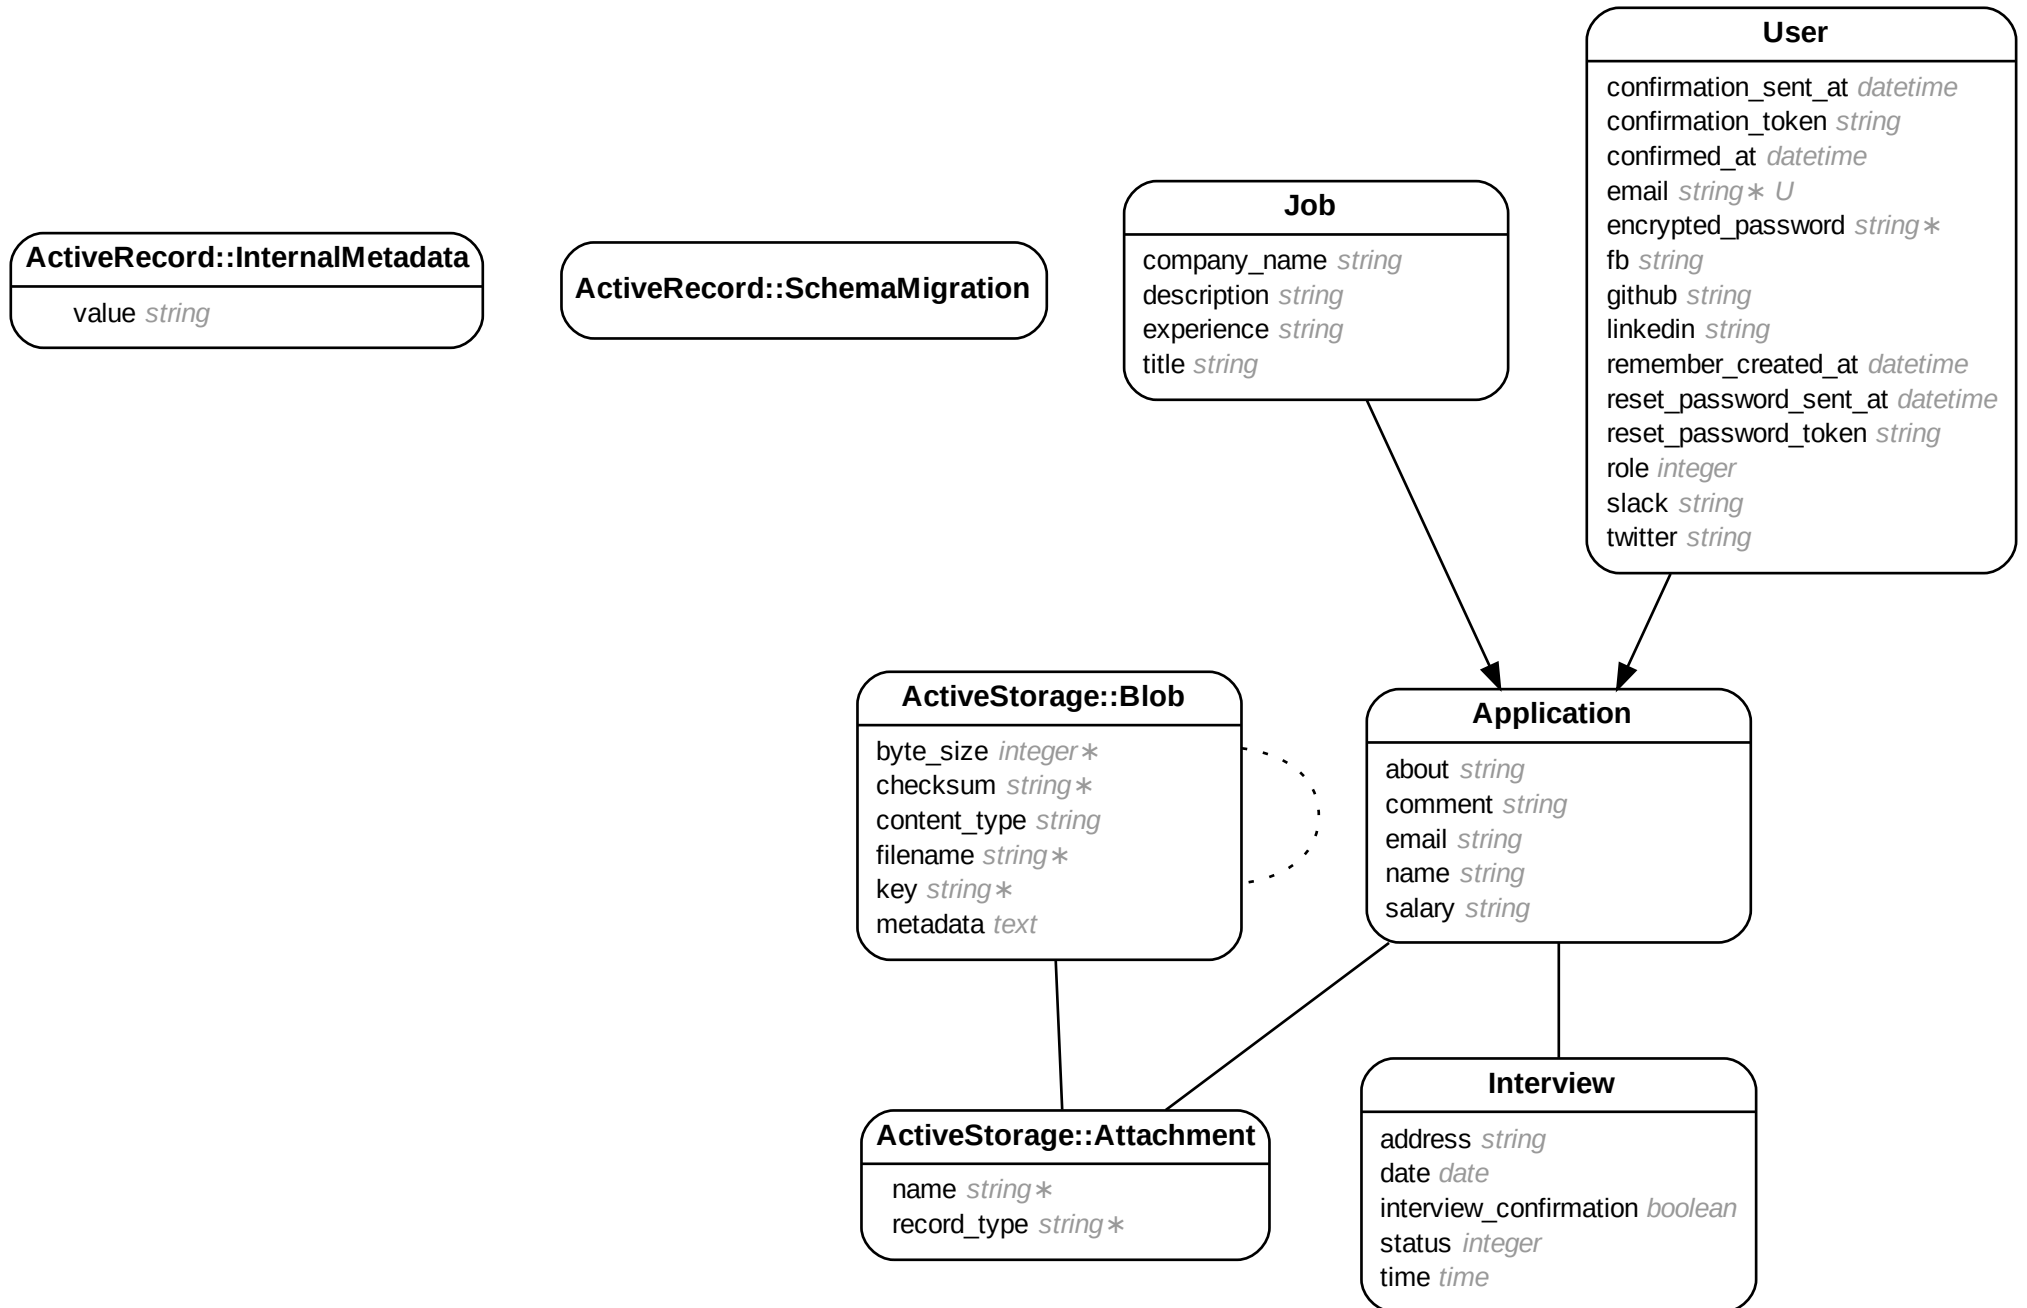 User
confirmation_sent_at datetime
confirmation_token string
confirmed_at datetime
email string∗ U
encrypted_password string∗
fb string
github string
linkedin string
remember_created_at datetime
reset_password_sent_at datetime
reset_password_token string
role integer
slack string
twitter string
Job
company_name string
description string
experience string
title string
ActiveRecord::InternalMetadata
value string
ActiveRecord::SchemaMigration
ActiveStorage::Blob
byte_size integer∗
checksum string∗
content_type string
filename string∗
key string∗
metadata text
Application
about string
comment string
email string
name string
salary string
ActiveStorage::Attachment
name string∗
record_type string∗
Interview
address string
date date
interview_confirmation boolean
status integer
time time